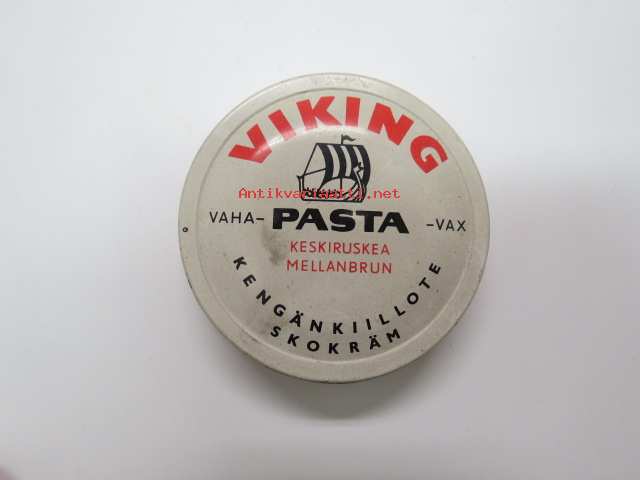 VIKING
Antikvariaatti.net
VAHA- PASTA -VAX
KESKIRUSKEA
MELLANBRUN
KENGÄNKIILLOTE
SKOKRÄM